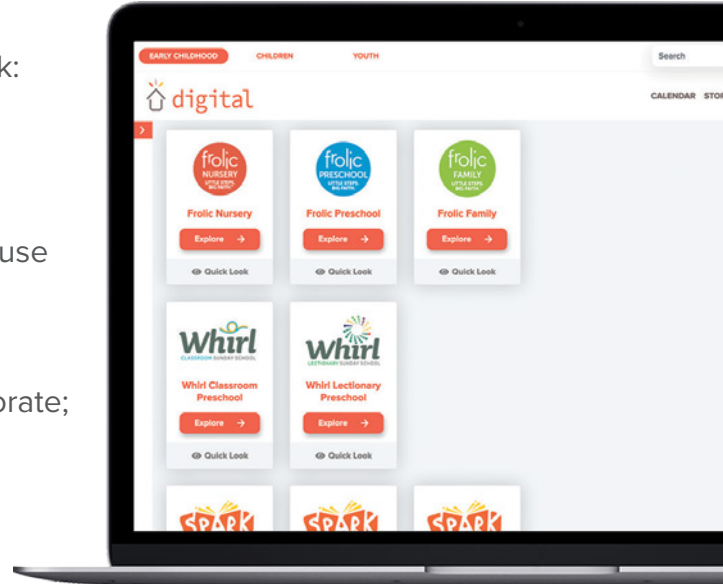 k:
use
orate;
EARLY CHILDHOOD CHILDREN YOUTH
Search
digital
CALENDAR
frolic
NURSERY
LITTLE STEPS.
BIG FAITH.
Frolic Nursery
Explore →
Quick Look
frolic
PRESCHOOL
LITTLE STEPS.
BIG FAITH.
Frolic Preschool
Explore →
Quick Look
frolic
FAMILY
LITTLE STEPS.
BIG FAITH.
Frolic Family
Explore →
Quick Look
Whirl
CLASSROOM SUNDAY SCHOOL
Whirl Classroom
Preschool
Explore →
Quick Look
Whirl
LECTIONARY SUNDAY SCHOOL
Whirl Lectionary
Preschool
Explore →
Quick Look
SPARK
SPARK
SPARK